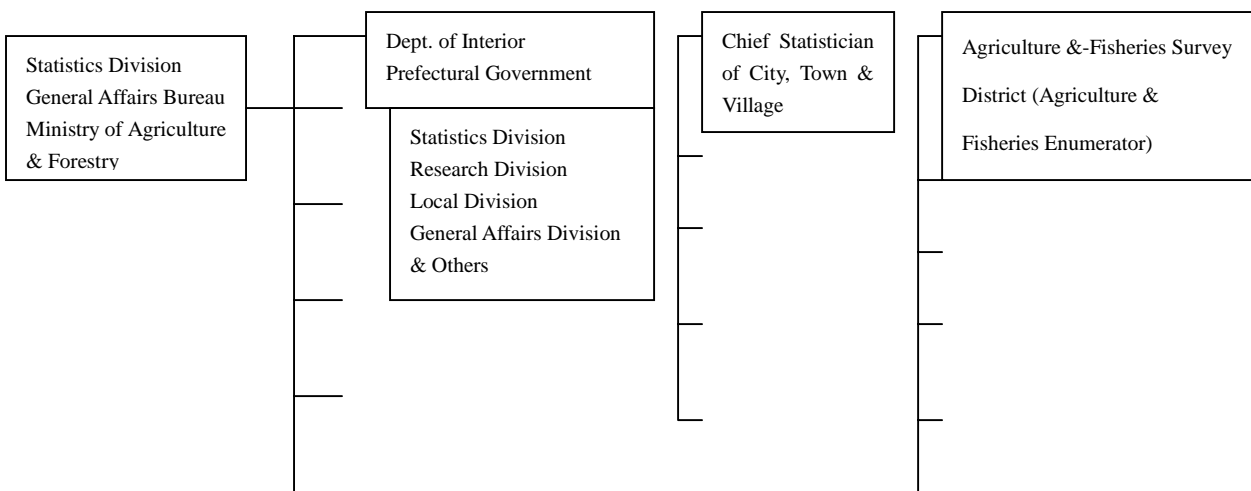 Statistics Division
General Affairs Bureau
Ministry of Agriculture
& Forestry
Dept. of Interior
Prefectural Government
Statistics Division
Research Division
Local Division
General Affairs Division
& Others
Chief Statistician
of City, Town &
Village
Agriculture &-Fisheries Survey
District (Agriculture &
Fisheries Enumerator)